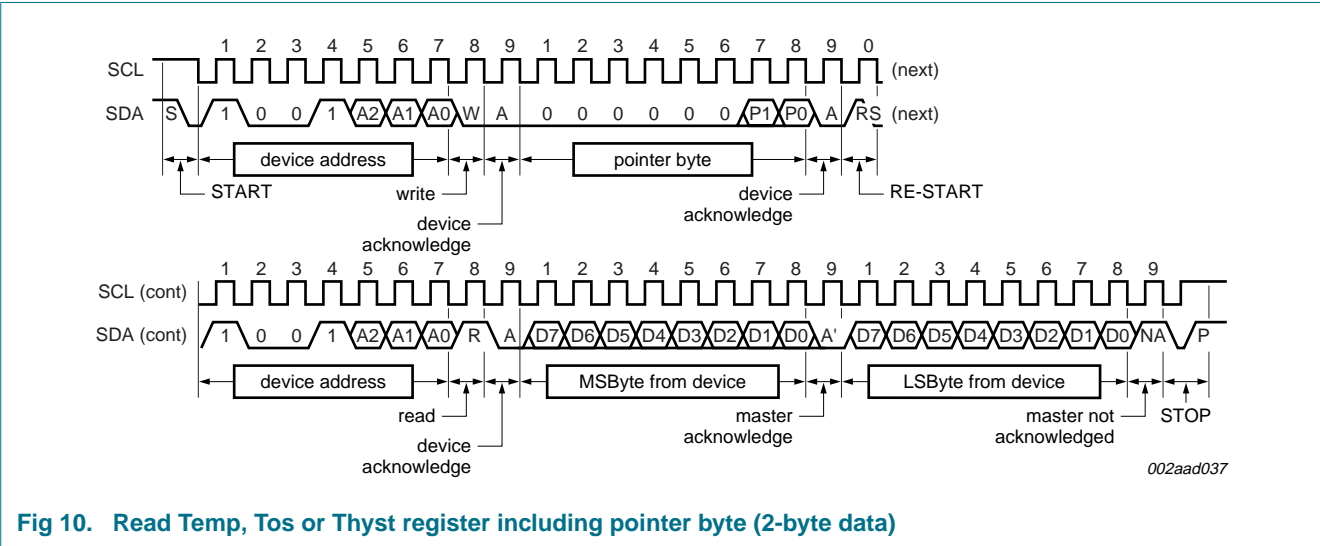 1 2 3 4 5 6 7 8 9 1 2 3 4 5 6 7 8 9 0
SCL (next)
SDA S 1 0 0 1 A2 A1 A0 W A 0 0 0 0 0 0 P1 P0 A RS (next)
device address pointer byte
START write device RE-START
device acknowledge
acknowledge
1 2 3 4 5 6 7 8 9 1 2 3 4 5 6 7 8 9 1 2 3 4 5 6 7 8 9
SCL (cont)
SDA (cont) 1 0 0 1 A2 A1 A0 R A D7 D6 D5 D4 D3 D2 D1 D0 A' D7 D6 D5 D4 D3 D2 D1 D0 NA P
device address MSByte from device LSByte from device
read master master not STOP
device acknowledge acknowledged
acknowledge
002aad037
Fig 10. Read Temp, Tos or Thyst register including pointer byte (2-byte data)